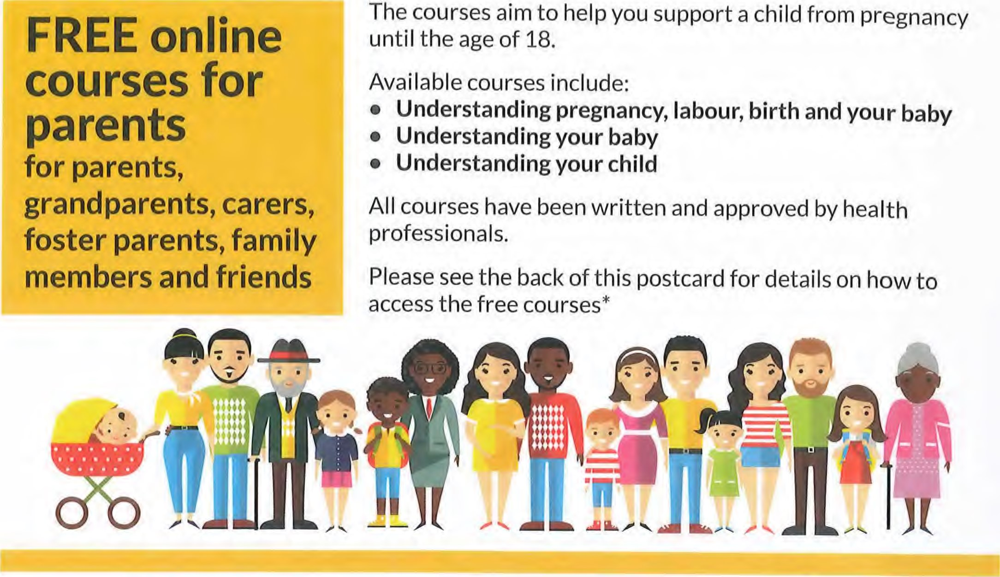 FREE online
courses for
parents
for parents,
grandparents, carers,
foster parents, family
members and friends
The courses aim to help you support a child from pregnancy
until the age of 18.
Available courses include:
• Understanding pregnancy, labour, birth and your baby
• Understanding your baby
• Understanding your child
All courses have been written and approved by health
professionals.
Please see the back of this postcard for details on how to
access the free courses*